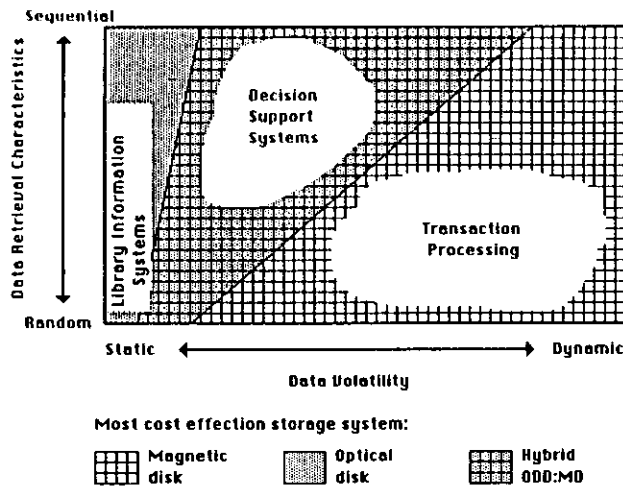 Sequential
Data Retrieval Characteristics
Random
Library Information
Systems
Decision
Support
Systems
Transaction
Processing
Static
Dynamic
Data Volatility
Most cost effection storage system:
Magnetic
disk
Optical
disk
Hybrid
ODD:MD